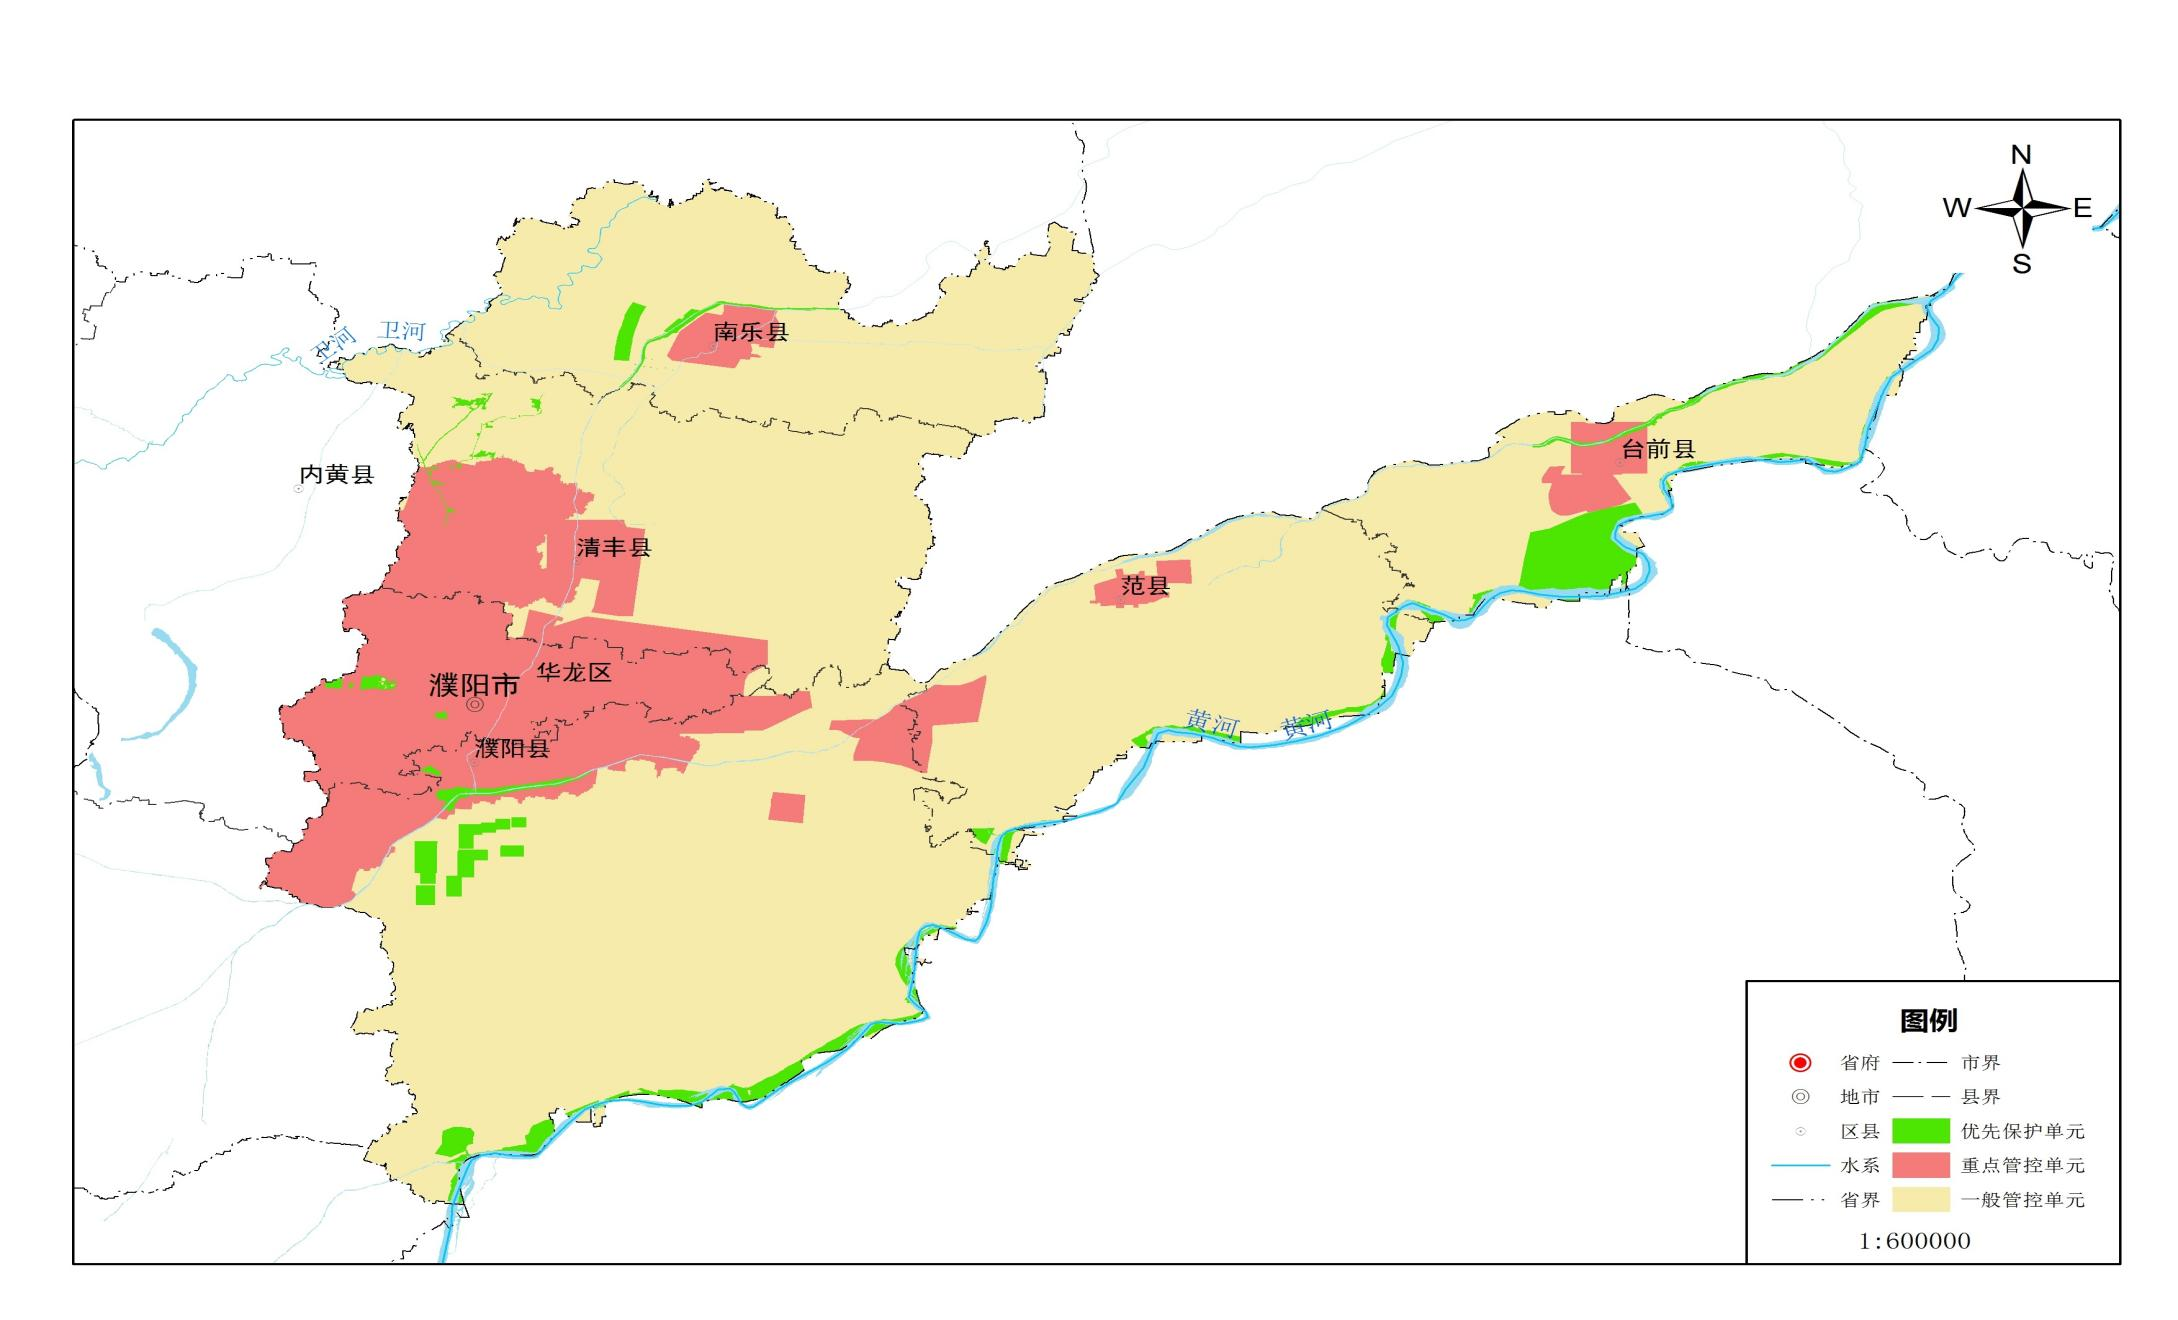 N
W E
S
卫河
卫河
南乐县
台前县
内黄县
清丰县
范县
华龙区
濮阳市
黄河
黄河
濮阳县
图例
省府 市界
地市 县界
区县 优先保护单元
水系 重点管控单元
省界 一般管控单元
1:600000